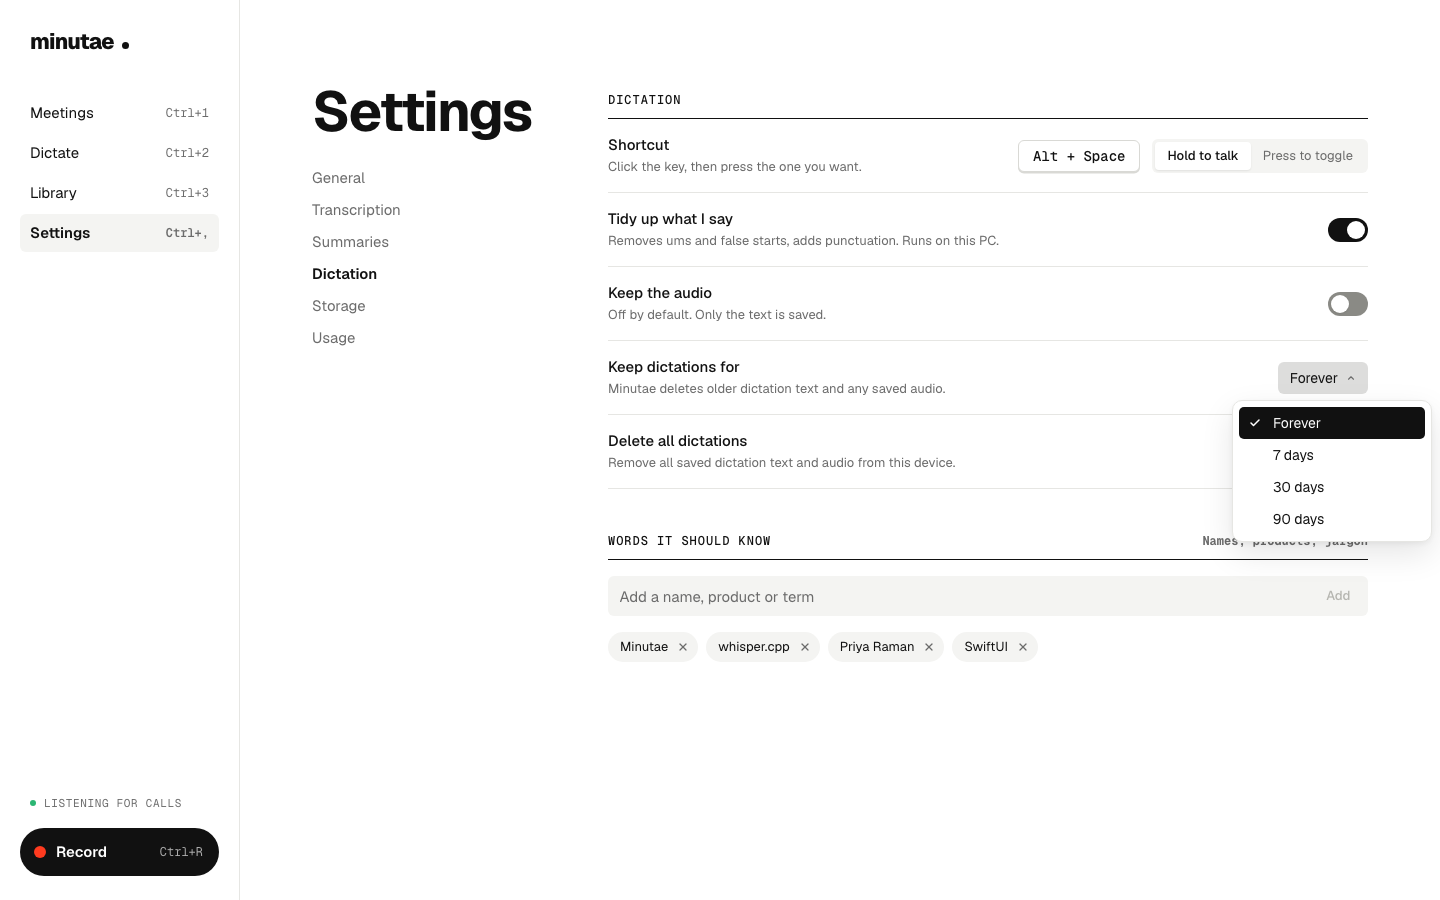 minutae
Meetings Ctrl+1
Dictate Ctrl+2
Library Ctrl+3
Settings Ctrl+,
LISTENING FOR CALLS
Record Ctrl+R
Settings
General
Transcription
Summaries
Dictation
Storage
Usage
DICTATION
Shortcut
Click the key, then press the one you want.
Alt + Space Hold to talk Press to toggle
Tidy up what I say
Removes ums and false starts, adds punctuation. Runs on this PC.
Keep the audio
Off by default. Only the text is saved.
Keep dictations for
Minutae deletes older dictation text and any saved audio.
Forever
Forever
7 days
30 days
90 days
Delete all dictations
Remove all saved dictation text and audio from this device.
WORDS IT SHOULD KNOW Names, products, jargon
Add a name, product or term Add
Minutae whisper.cpp Priya Raman SwiftUI